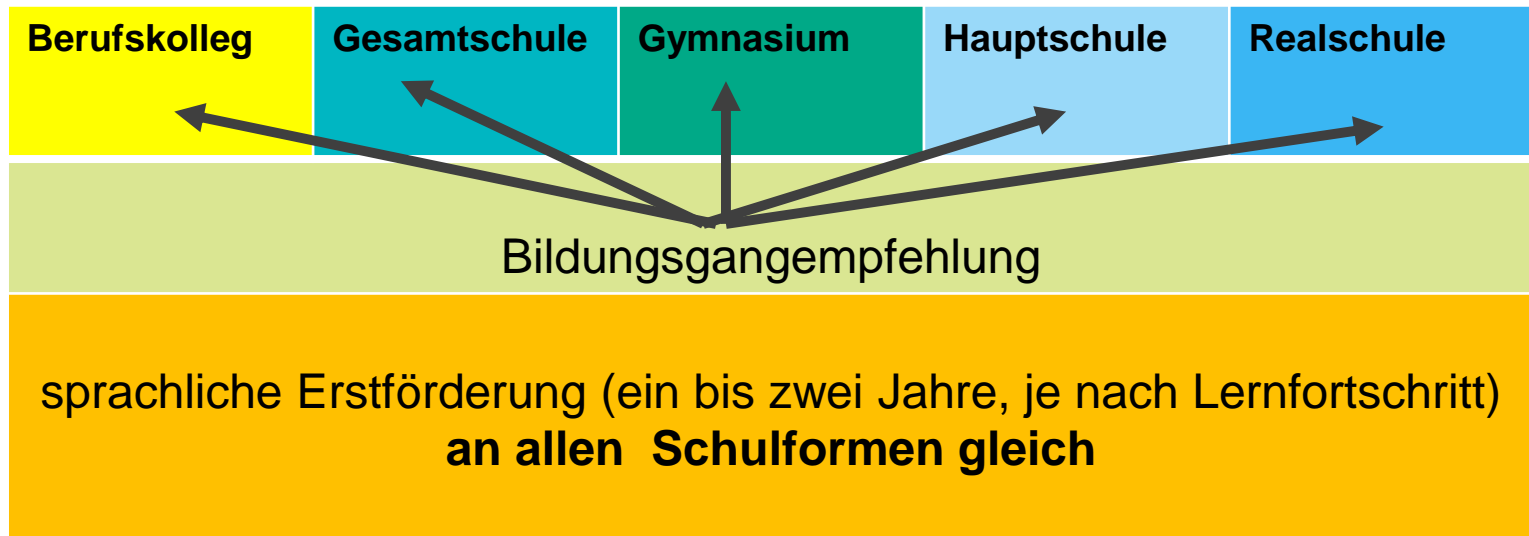 Berufskolleg Gesamtschule Gymnasium Hauptschule Realschule
Bildungsgangempfehlung
sprachliche Erstförderung (ein bis zwei Jahre, je nach Lernfortschritt)
an allen Schulformen gleich